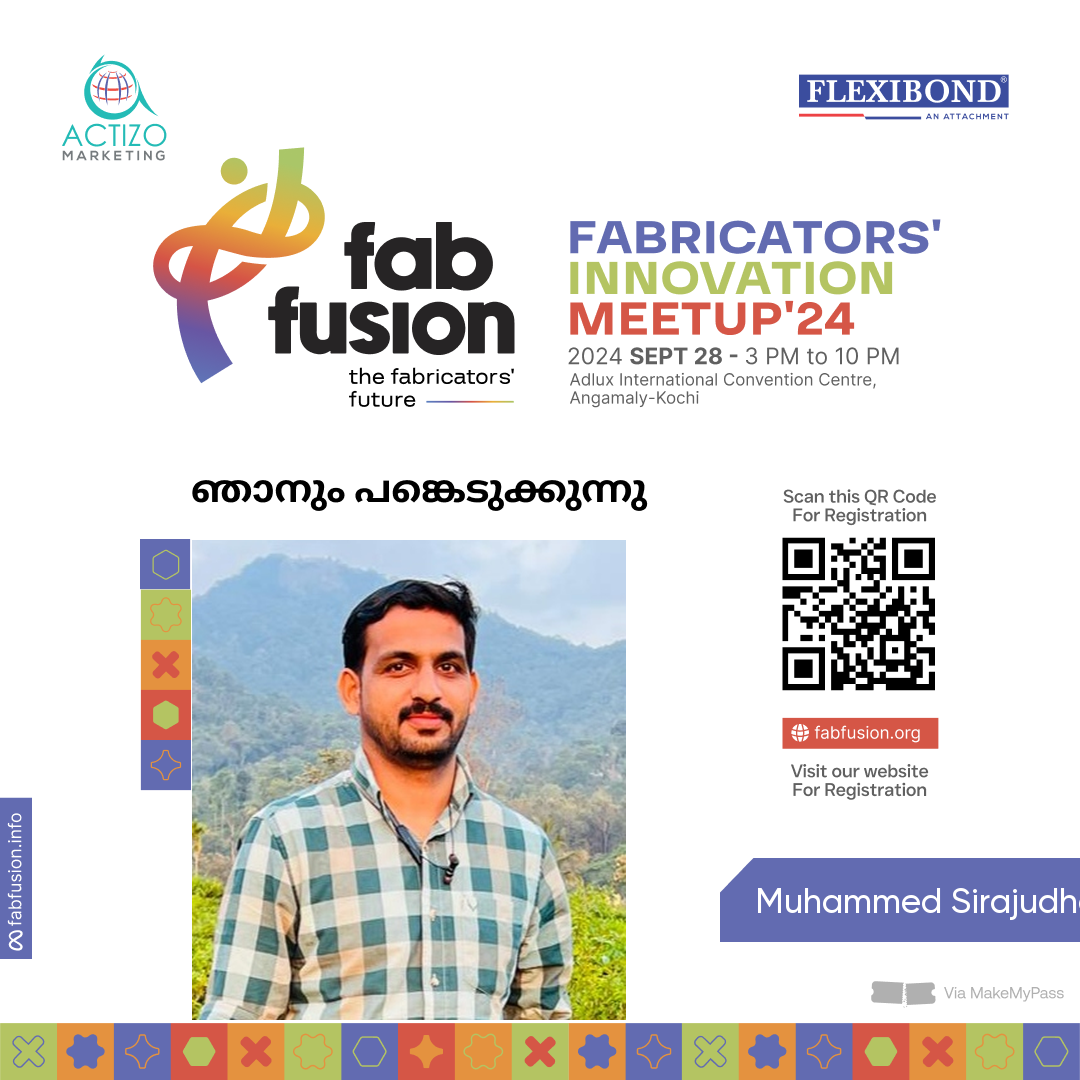 ACTIZO
MARKETING
FLEXIBOND®
AN ATTACHMENT
fab
fusion
the fabricators'
future
FABRICATORS'
INNOVATION
MEETUP'24
2024 SEPT 28 - 3 PM to 10 PM
Adlux International Convention Centre,
Angamaly-Kochi
ഞാനും പങ്കെടുക്കുന്നു
Scan this QR Code
For Registration
fabfusion.org
Visit our website
For Registration
fabfusion.info
Muhammed Sirajudh
Via MakeMyPass